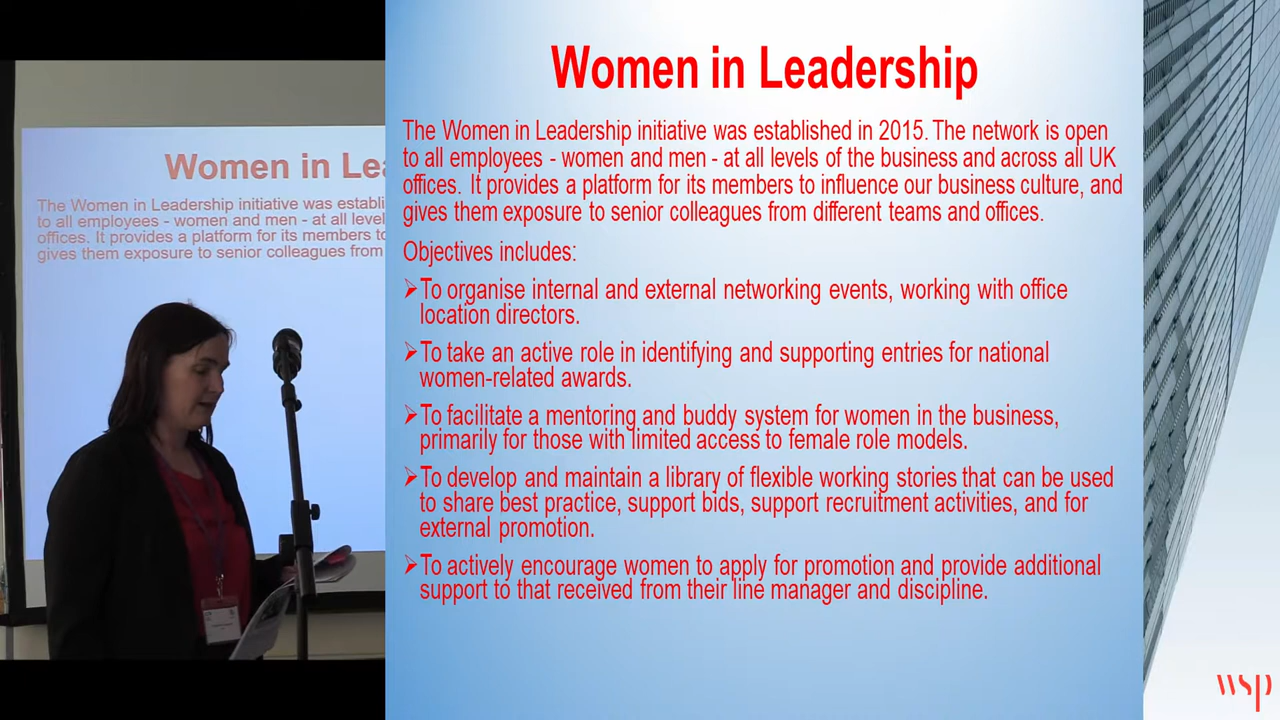 Women in Leadership
The Women in Leadership initiative was established in 2015. The network is open
to all employees - women and men - at all levels of the business and across all UK
offices. It provides a platform for its members to influence our business culture, and
gives them exposure to senior colleagues from different teams and offices.
Objectives includes:
➢To organise internal and external networking events, working with office
location directors.
➢To take an active role in identifying and supporting entries for national
women-related awards.
➢To facilitate a mentoring and buddy system for women in the business,
primarily for those with limited access to female role models.
➢To develop and maintain a library of flexible working stories that can be used
to share best practice, support bids, support recruitment activities, and for
external promotion.
➢To actively encourage women to apply for promotion and provide additional
support to that received from their line manager and discipline.
wsp
Women in Lea
The Women in Leadership initiative was establi
to all employees - women and men - at all level
offices. It provides a platform for its members to
gives them exposure to senior colleagues from